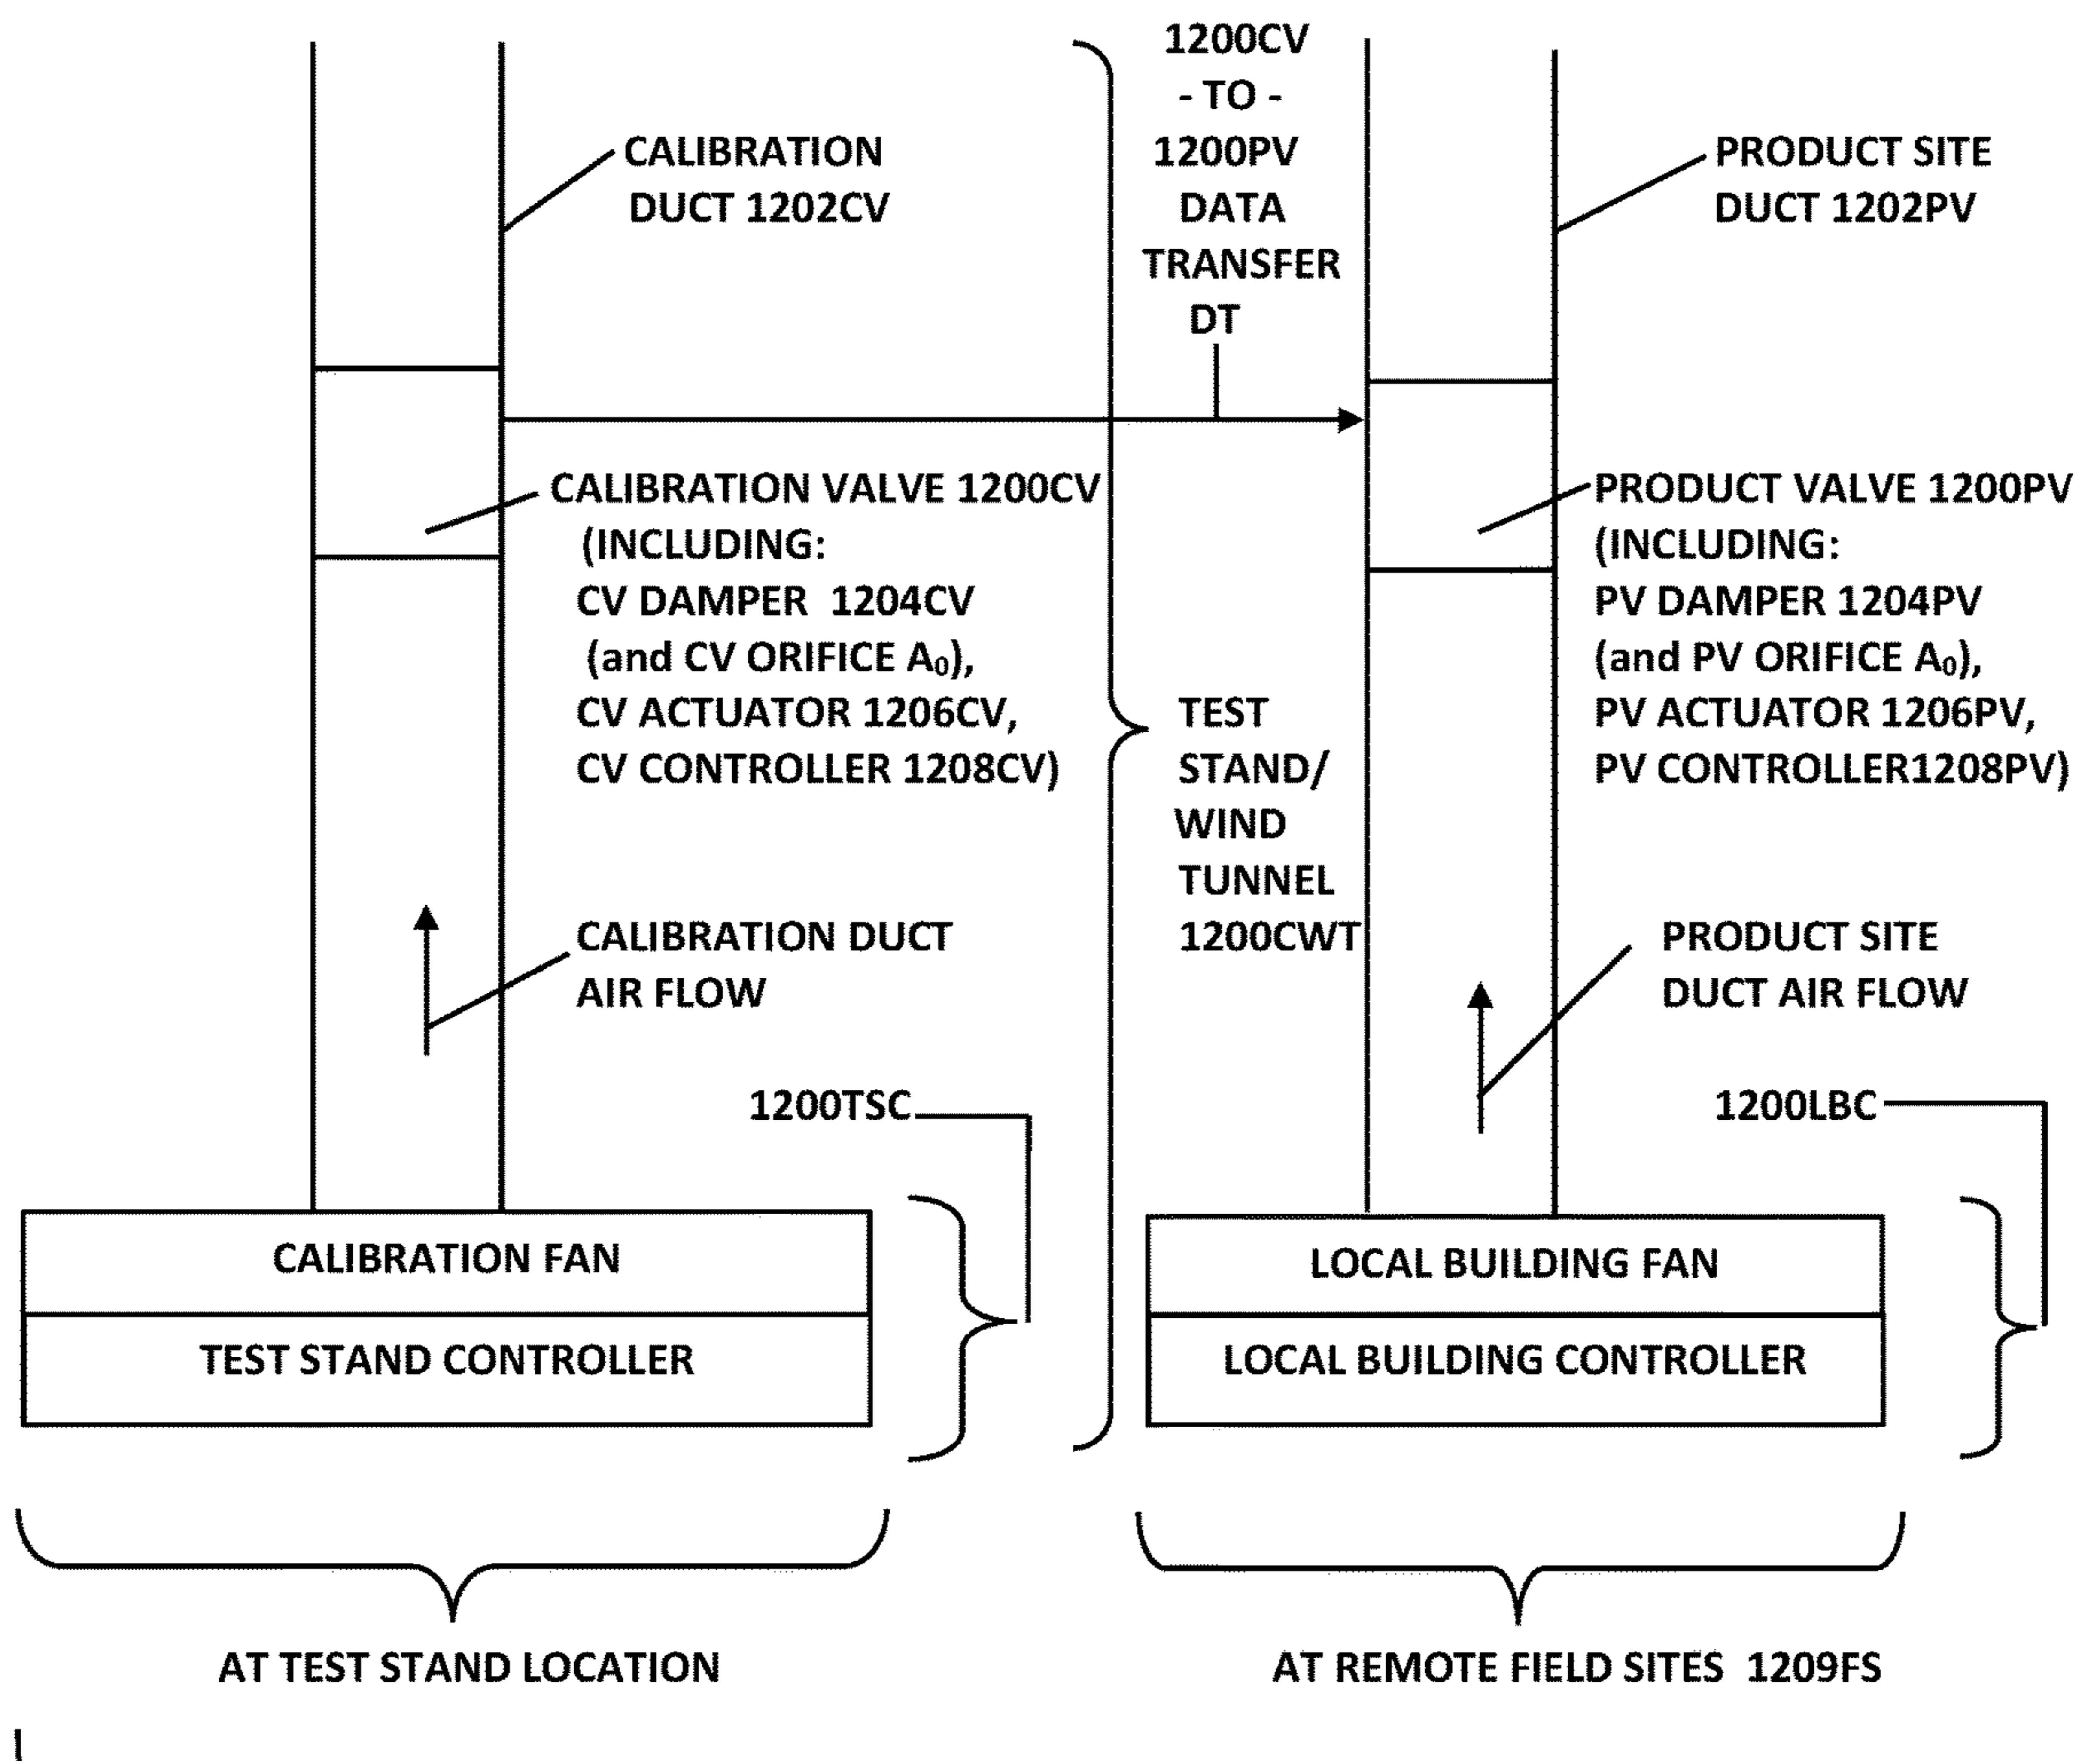 1200CV
- TO -
1200PV
DATA
TRANSFER
DT
CALIBRATION
DUCT 1202CV
PRODUCT SITE
DUCT 1202PV
CALIBRATION VALVE 1200CV
(INCLUDING:
CV DAMPER 1204CV
(and CV ORIFICE A₀),
CV ACTUATOR 1206CV,
CV CONTROLLER 1208CV)
PRODUCT VALVE 1200PV
(INCLUDING:
PV DAMPER 1204PV
(and PV ORIFICE A₀),
PV ACTUATOR 1206PV,
PV CONTROLLER1208PV)
TEST
STAND/
WIND
TUNNEL
1200CWT
CALIBRATION DUCT
AIR FLOW
PRODUCT SITE
DUCT AIR FLOW
1200TSC
1200LBC
CALIBRATION FAN
TEST STAND CONTROLLER
LOCAL BUILDING FAN
LOCAL BUILDING CONTROLLER
AT TEST STAND LOCATION
AT REMOTE FIELD SITES 1209FS